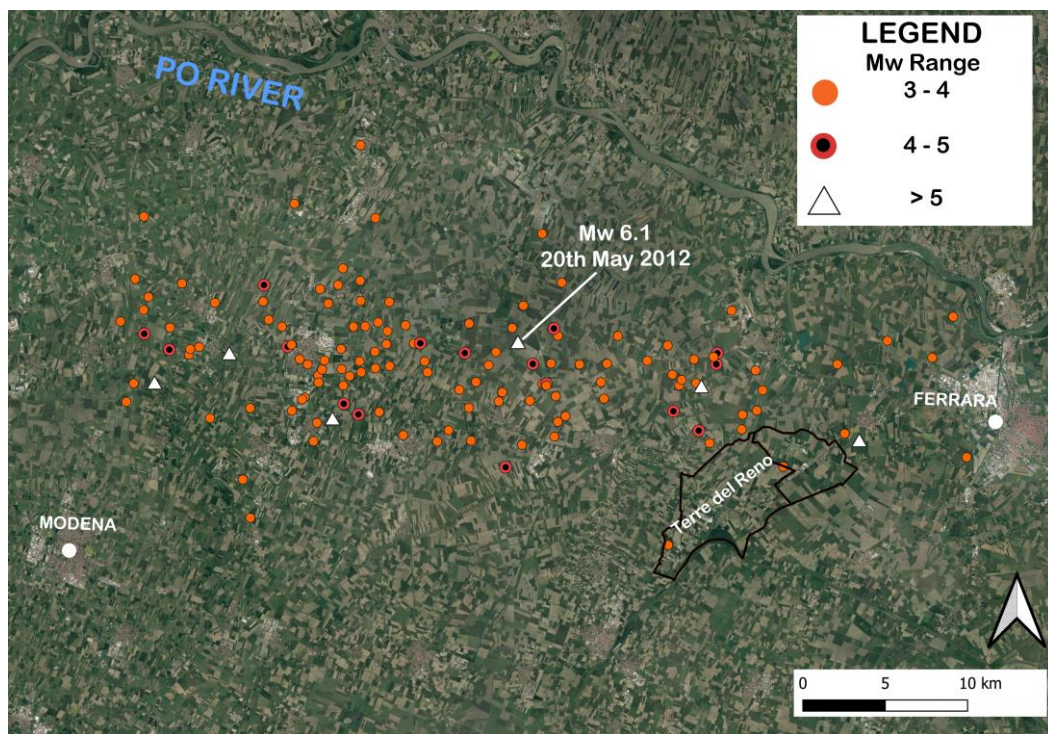 LEGEND
Mw Range
3 - 4
4 - 5
> 5
PO RIVER
Mw 6.1
20th May 2012
FERRARA
Terre del Reno
MODENA
0 5 10 km